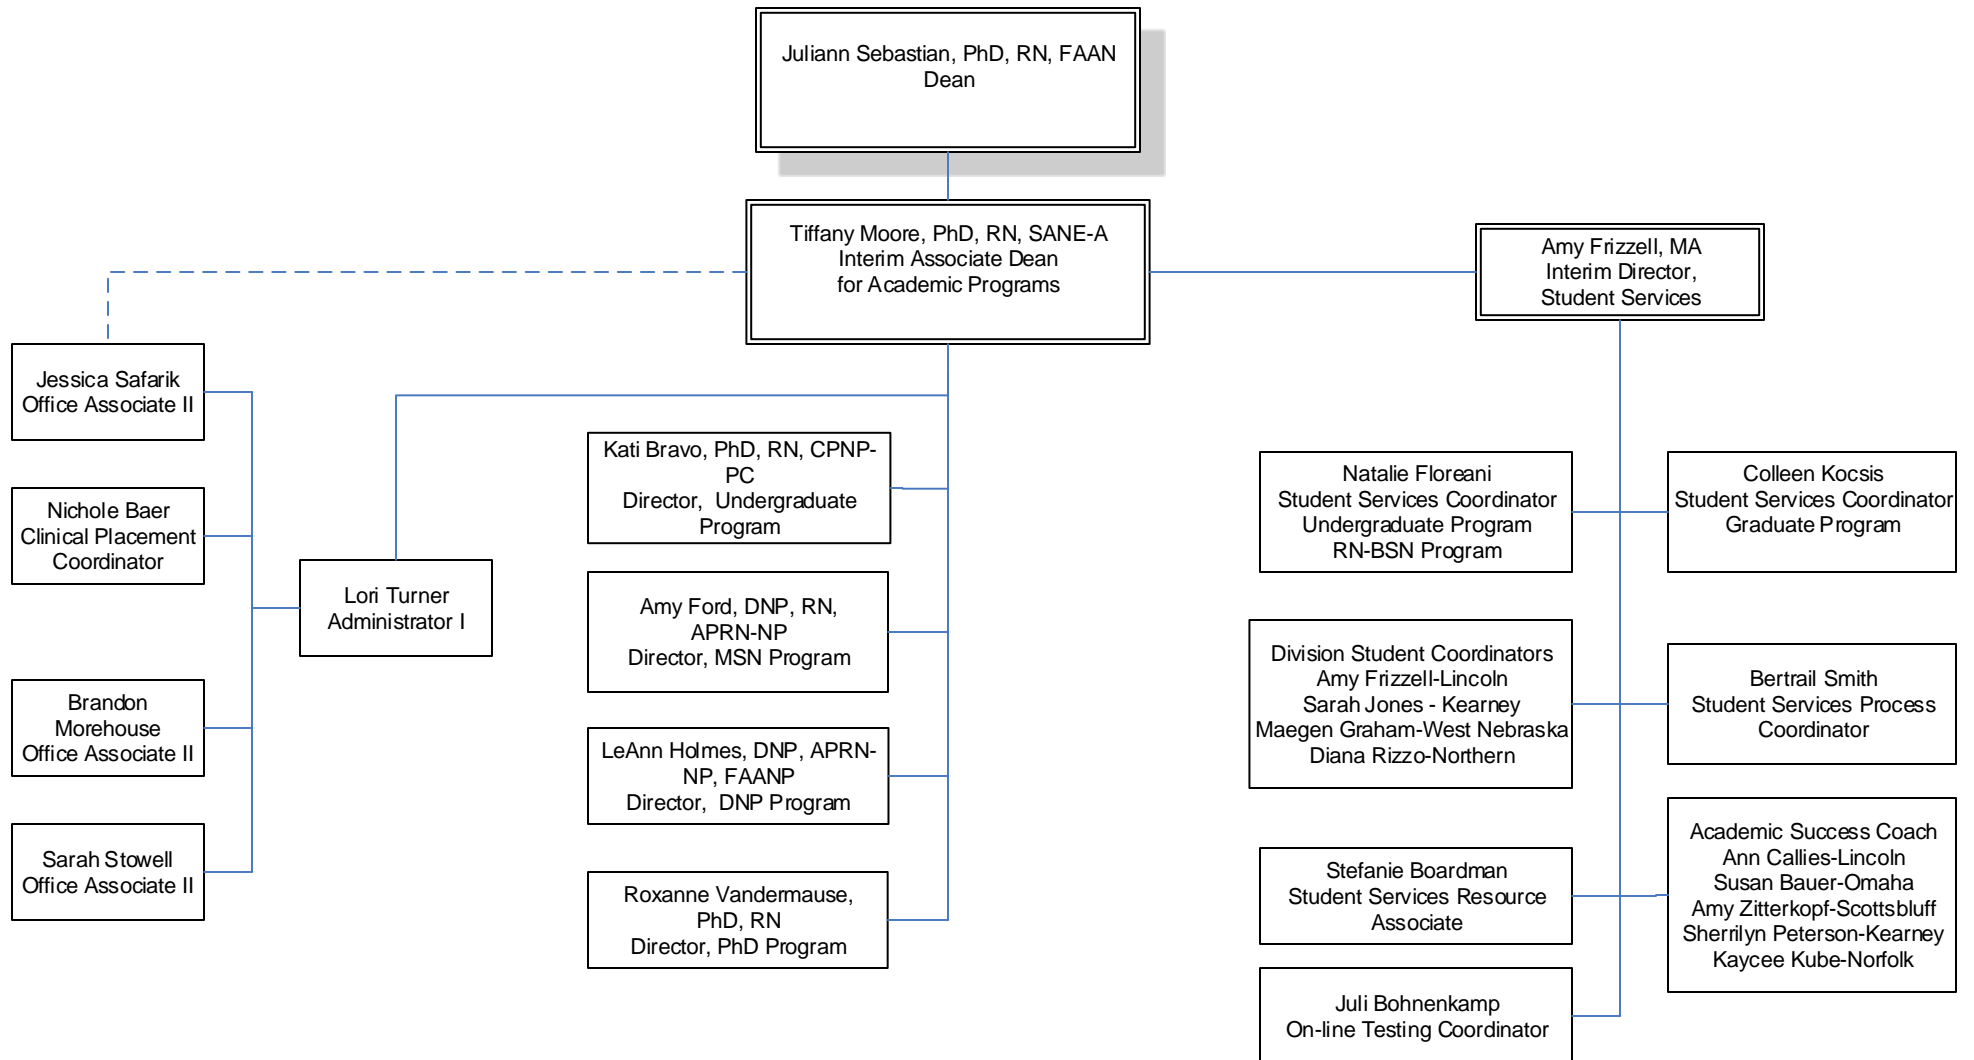 Juliann Sebastian, PhD, RN, FAAN
Dean
Tiffany Moore, PhD, RN, SANE-A
Interim Associate Dean
for Academic Programs
Amy Frizzell, MA
Interim Director,
Student Services
Jessica Safarik
Office Associate II
Nichole Baer
Clinical Placement
Coordinator
Brandon
Morehouse
Office Associate II
Sarah Stowell
Office Associate II
Lori Turner
Administrator I
Kati Bravo, PhD, RN, CPNP-
PC
Director, Undergraduate
Program
Amy Ford, DNP, RN,
APRN-NP
Director, MSN Program
LeAnn Holmes, DNP, APRN-
NP, FAANP
Director, DNP Program
Roxanne Vandermause,
PhD, RN
Director, PhD Program
Natalie Floreani
Student Services Coordinator
Undergraduate Program
RN-BSN Program
Colleen Kocsis
Student Services Coordinator
Graduate Program
Division Student Coordinators
Amy Frizzell-Lincoln
Sarah Jones - Kearney
Maegen Graham-West Nebraska
Diana Rizzo-Northern
Bertrail Smith
Student Services Process
Coordinator
Stefanie Boardman
Student Services Resource
Associate
Academic Success Coach
Ann Callies-Lincoln
Susan Bauer-Omaha
Amy Zitterkopf-Scottsbluff
Sherrilyn Peterson-Kearney
Kaycee Kube-Norfolk
Juli Bohnenkamp
On-line Testing Coordinator